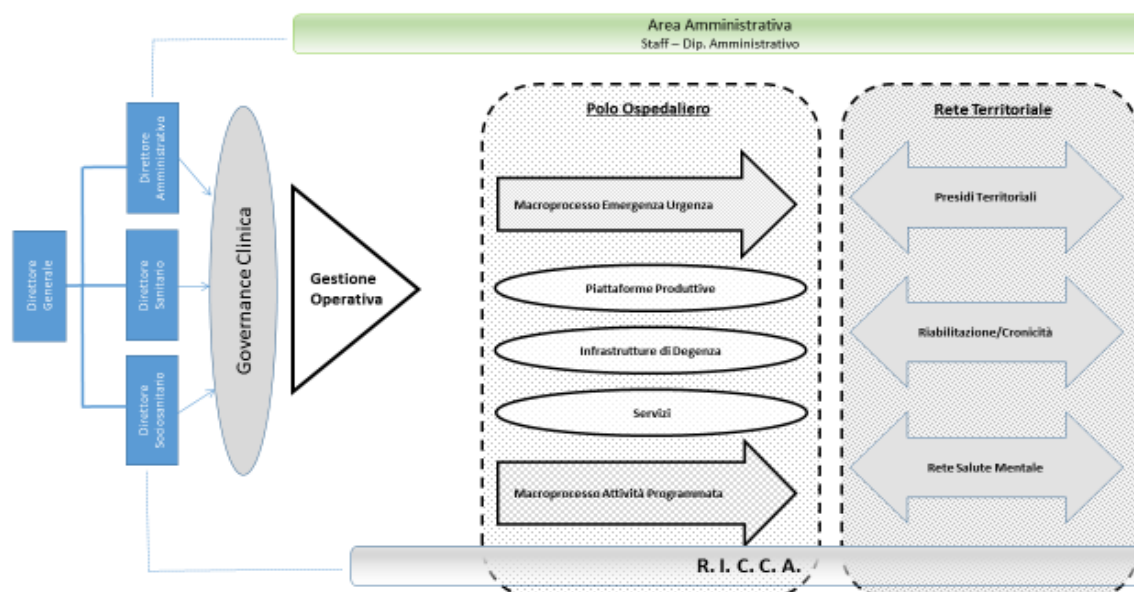 Area Amministrativa
Staff – Dip. Amministrativo
Direttore
Generale
Direttore
Amministrativo
Direttore
Sanitario
Direttore
Sociosanitario
Governance Clinica
Gestione
Operativa
Polo Ospedaliero
Macroprocesso Emergenza Urgenza
Piattaforme Produttive
Infrastrutture di Degenza
Servizi
Macroprocesso Attività Programmata
Rete Territoriale
Presidi Territoriali
Riabilitazione/Cronicità
Rete Salute Mentale
R. I. C. C. A.